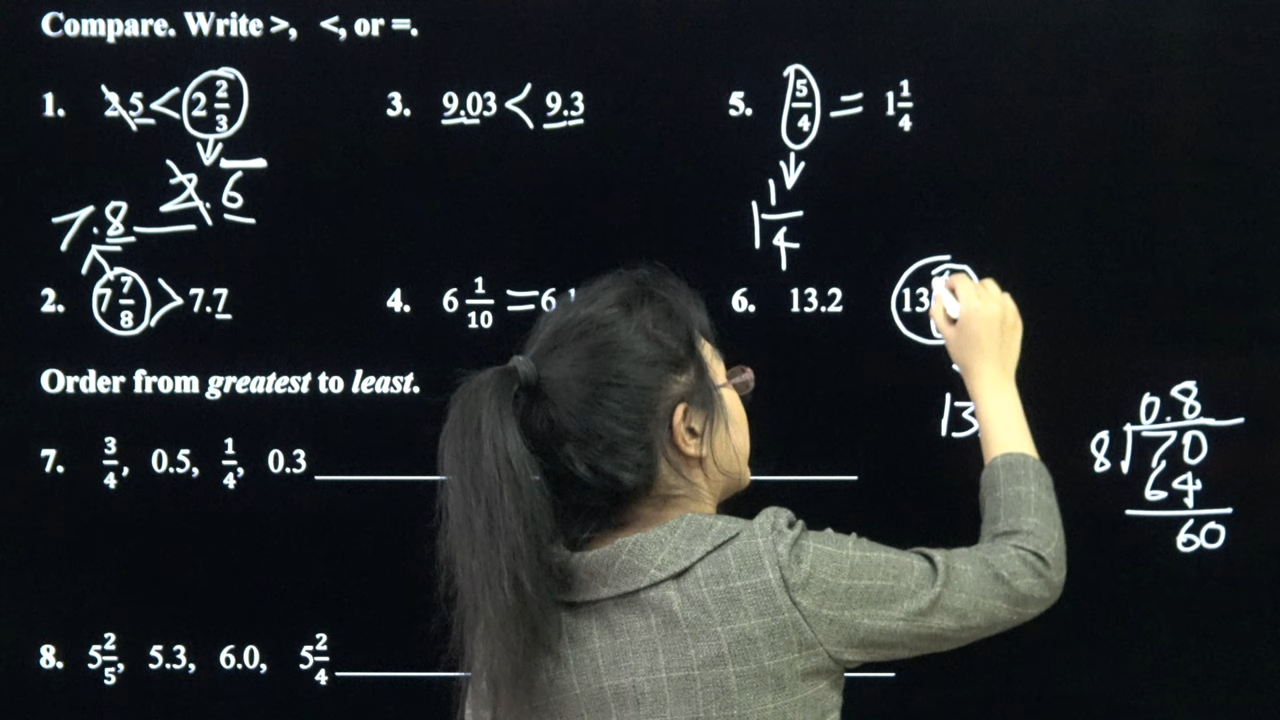 Compare. Write >, <, or =.
1. 2.5 < 2 2/3
2.6
7.8
2. 7 7/8 > 7.7
3. 9.03 < 9.3
4. 6 1/10 = 6
5. 5/4 = 1 1/4
1 1/4
6. 13.2 13
13
0.8
8 70
64
60
Order from greatest to least.
7. 3/4, 0.5, 1/4, 0.3
8. 5 2/5, 5.3, 6.0, 5 2/4